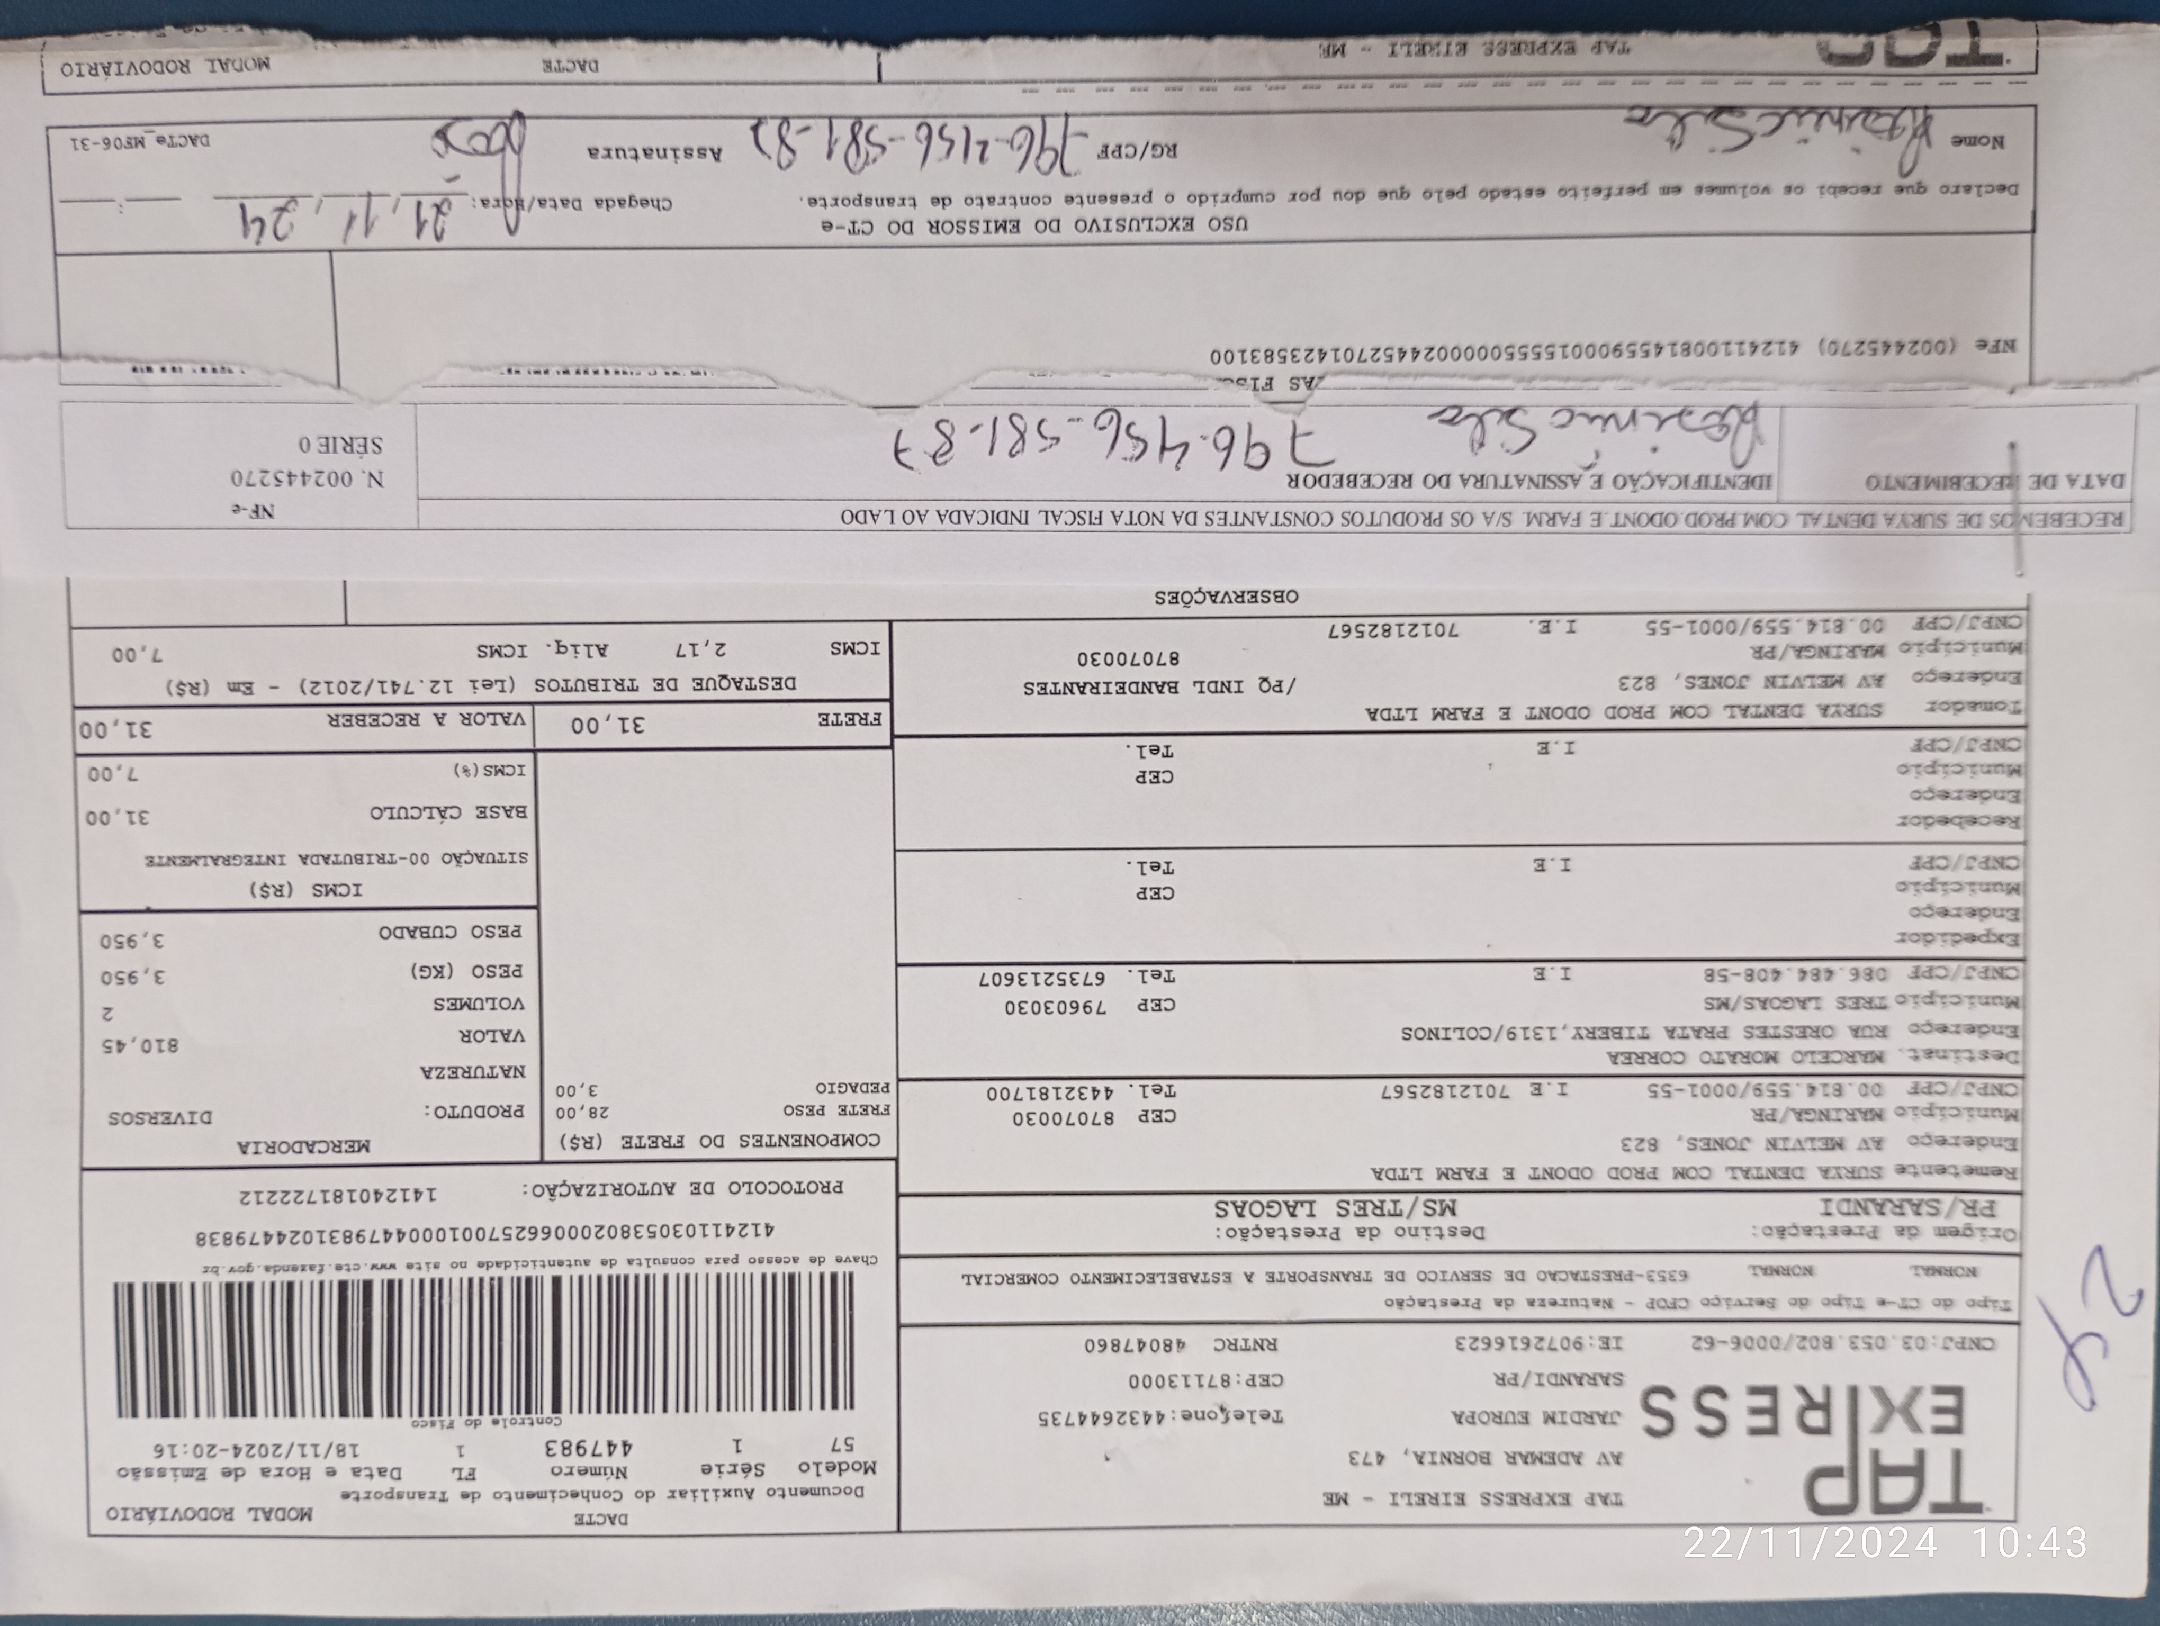 TAP EXPRESS
TAP EXPRESS EIRELI - ME
AV ADEMAR BORNIA, 473
JARDIM EUROPA Telefone:4432644735
SARANDI/PR CEP:87113000
CNPJ:03.053.802/0006-62 IE:9072616623 RNTRC 48047860
DACTE MODAL RODOVIÁRIO
Documento Auxiliar do Conhecimento de Transporte
Modelo Série Número FL Data e Hora de Emissão
57 1 447983 1 18/11/2024-20:16
Controle do Fisco
Chave de acesso para consulta de autenticidade no site www.cte.fazenda.gov.br
41241103053802000662570010004479831024479838
PROTOCOLO DE AUTORIZAÇÃO: 141240181722212
Tipo do CT-e Tipo do Serviço CFOP - Natureza da Prestação
NORMAL NORMAL 6353-PRESTACAO DE SERVICO DE TRANSPORTE A ESTABELECIMENTO COMERCIAL
Origem da Prestação: Destino da Prestação:
PR/SARANDI MS/TRES LAGOAS
Remetente SURYA DENTAL COM PROD ODONT E FARM LTDA
Endereço AV MELVIN JONES, 823
Município MARINGA/PR CEP 87070030
CNPJ/CPF 00.814.559/0001-55 I.E 7012182567 Tel. 4432181700
Destinat. MARCELO MORATO CORREA
Endereço RUA ORESTES PRATA TIBERY,1319/COLINOS
Município TRES LAGOAS/MS CEP 79603030
CNPJ/CPF 086.484.408-58 I.E Tel. 6735213607
Expedidor
Endereço
Município CEP
CNPJ/CPF I.E Tel.
Recebedor
Endereço
Município CEP
CNPJ/CPF I.E Tel.
Tomador SURYA DENTAL COM PROD ODONT E FARM LTDA
Endereço AV MELVIN JONES, 823 /PQ INDL BANDEIRANTES
Município MARINGA/PR 87070030
CNPJ/CPF 00.814.559/0001-55 I.E. 7012182567
COMPONENTES DO FRETE (R$)
FRETE PESO 28,00
PEDAGIO 3,00
MERCADORIA
PRODUTO: DIVERSOS
NATUREZA
VALOR 810,45
VOLUMES 2
PESO (KG) 3,950
PESO CUBADO 3,950
ICMS (R$)
SITUAÇÃO 00-TRIBUTADA INTEGRALMENTE
BASE CÁLCULO 31,00
ICMS(%) 7,00
FRETE 31,00 VALOR A RECEBER 31,00
DESTAQUE DE TRIBUTOS (Lei 12.741/2012) - Em (R$)
ICMS 2,17 Aliq. ICMS 7,00
OBSERVAÇÕES
RECEBEMOS DE SURYA DENTAL COM PROD.ODONT.E FARM. S/A OS PRODUTOS CONSTANTES DA NOTA FISCAL INDICADA AO LADO
DATA DE RECEBIMENTO IDENTIFICAÇÃO E ASSINATURA DO RECEBEDOR
Silva 796-456-581-87
NF-e
N. 002445270
SÉRIE 0
NFe (002445270) 41241100814559000155550000024452701423583100
USO EXCLUSIVO DO EMISSOR DO CT-e
Declaro que recebi os volumes em perfeito estado pelo que dou por cumprido o presente contrato de transporte. Chegada Data/Hora: 21, 11, 24 :
Nome Silva RG/CPF 796-456-581-87 Assinatura
DACTe_MF06-31
TAP EXPRESS EIRELI - ME DACTE MODAL RODOVIÁRIO
22/11/2024 10:43